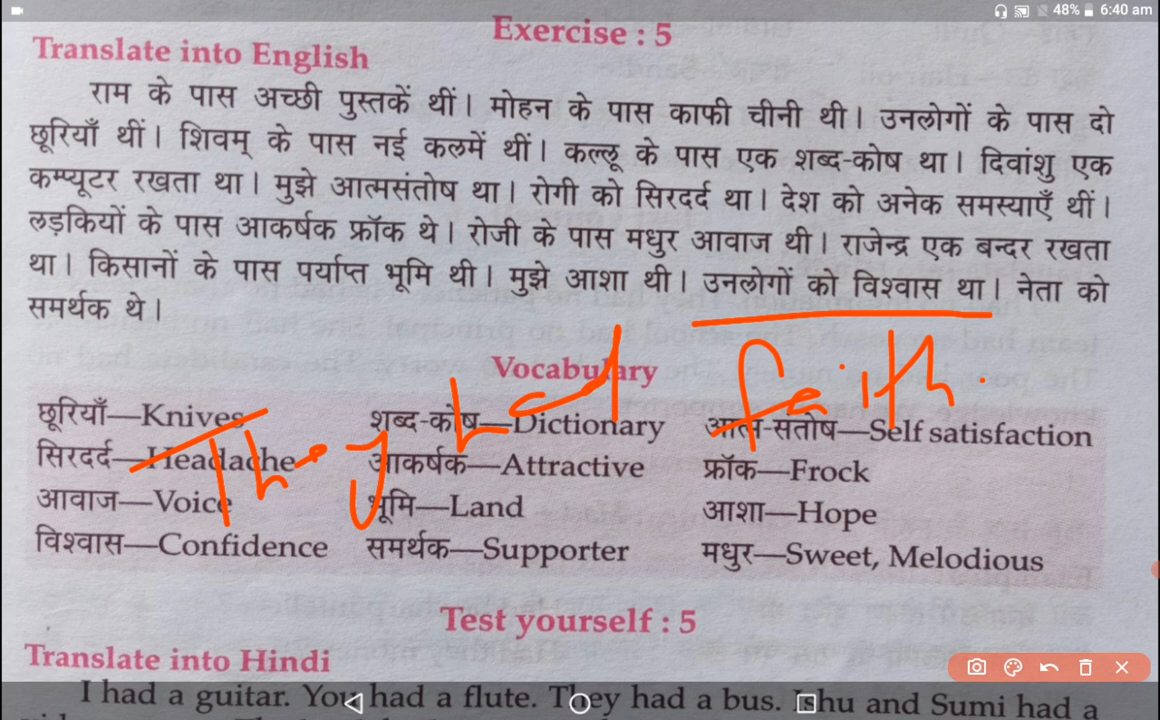 48% 6:40 am
Exercise : 5
Translate into English
राम के पास अच्छी पुस्तकें थीं। मोहन के पास काफी चीनी थी। उनलोगों के पास दो
छूरियाँ थीं। शिवम् के पास नई कलमें थीं। कल्लू के पास एक शब्द-कोष था। दिवांशु एक
कम्प्यूटर रखता था। मुझे आत्मसंतोष था। रोगी को सिरदर्द था। देश को अनेक समस्याएँ थीं।
लड़कियों के पास आकर्षक फ्रॉक थे। रोजी के पास मधुर आवाज थी। राजेन्द्र एक बन्दर रखता
था। किसानों के पास पर्याप्त भूमि थी। मुझे आशा थी। उनलोगों को विश्वास था। नेता को
समर्थक थे।
They had faith.
Vocabulary
छूरियाँ—Knives शब्द-कोष—Dictionary आत्म-संतोष—Self satisfaction
सिरदर्द—Headache आकर्षक—Attractive फ्रॉक—Frock
आवाज—Voice भूमि—Land आशा—Hope
विश्वास—Confidence समर्थक—Supporter मधुर—Sweet, Melodious
Test yourself : 5
Translate into Hindi
I had a guitar. You had a flute. They had a bus. Ishu and Sumi had a